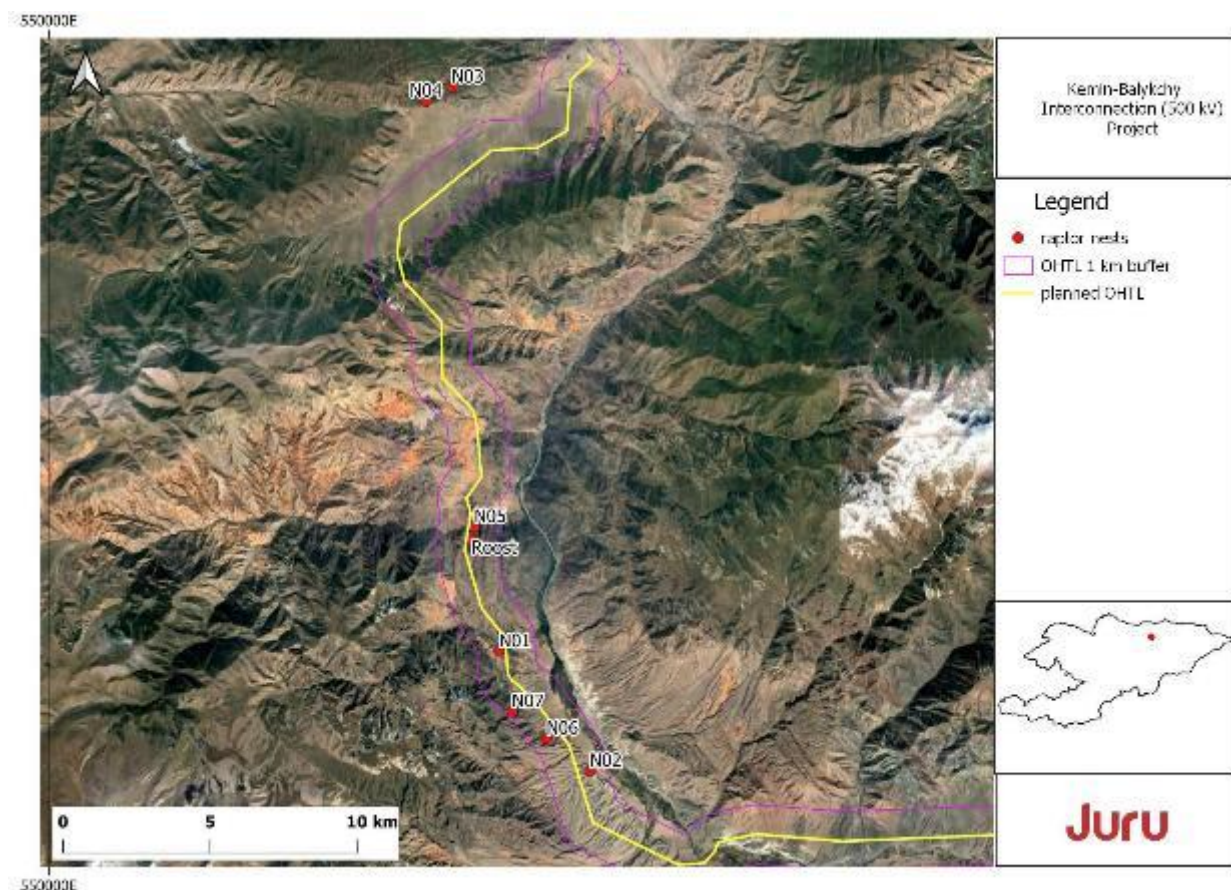 550000E
N03
N04
N05
Roost
N01
N07
N06
N02
0 5 10 km
550000E
Kemin-Balykchy
Interconnection (500 kV)
Project
Legend
raptor nests
OHTL 1 km buffer
planned OHTL
Juru